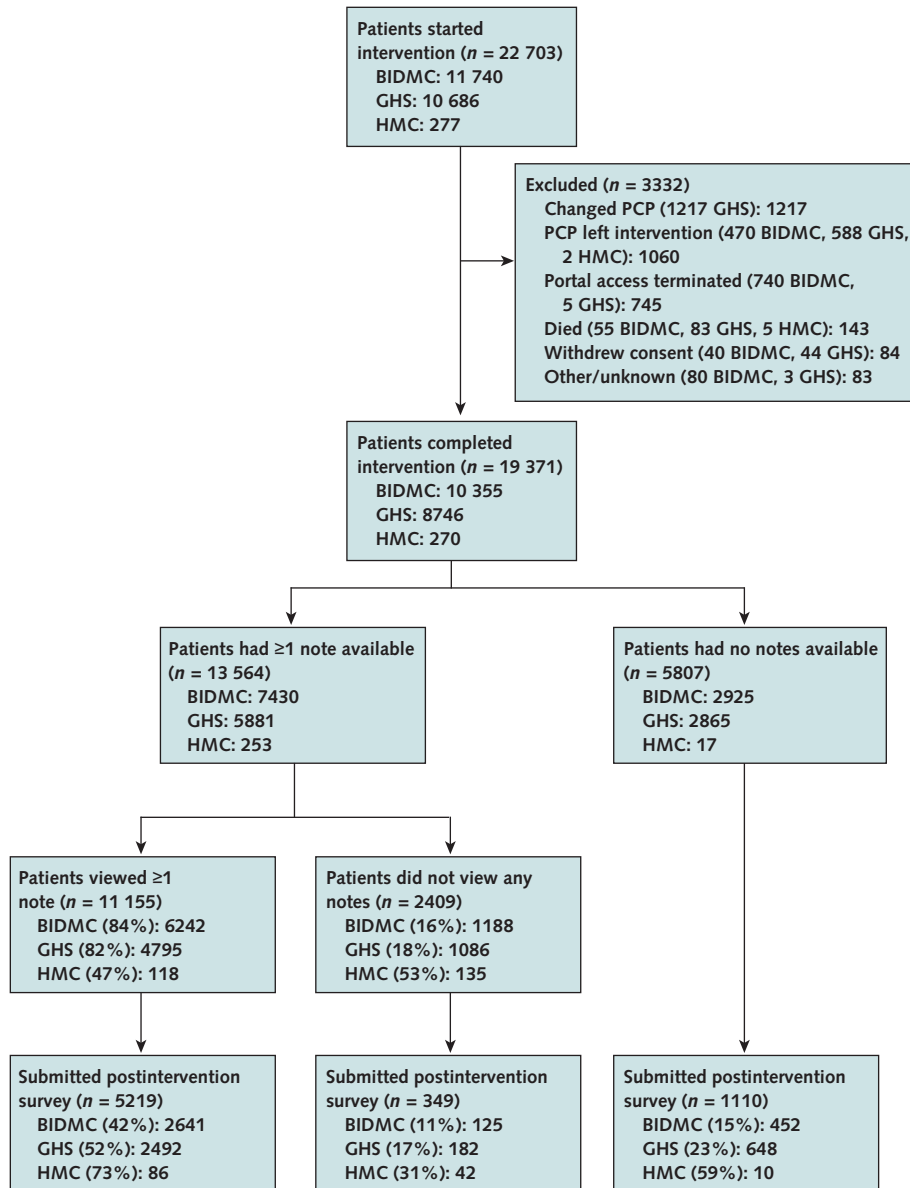 Patients started
intervention (n = 22 703)
BIDMC: 11 740
GHS: 10 686
HMC: 277
Excluded (n = 3332)
Changed PCP (1217 GHS): 1217
PCP left intervention (470 BIDMC, 588 GHS,
2 HMC): 1060
Portal access terminated (740 BIDMC,
5 GHS): 745
Died (55 BIDMC, 83 GHS, 5 HMC): 143
Withdrew consent (40 BIDMC, 44 GHS): 84
Other/unknown (80 BIDMC, 3 GHS): 83
Patients completed
intervention (n = 19 371)
BIDMC: 10 355
GHS: 8746
HMC: 270
Patients had ≥1 note available
(n = 13 564)
BIDMC: 7430
GHS: 5881
HMC: 253
Patients had no notes available
(n = 5807)
BIDMC: 2925
GHS: 2865
HMC: 17
Patients viewed ≥1
note (n = 11 155)
BIDMC (84%): 6242
GHS (82%): 4795
HMC (47%): 118
Patients did not view any
notes (n = 2409)
BIDMC (16%): 1188
GHS (18%): 1086
HMC (53%): 135
Submitted postintervention
survey (n = 5219)
BIDMC (42%): 2641
GHS (52%): 2492
HMC (73%): 86
Submitted postintervention
survey (n = 349)
BIDMC (11%): 125
GHS (17%): 182
HMC (31%): 42
Submitted postintervention
survey (n = 1110)
BIDMC (15%): 452
GHS (23%): 648
HMC (59%): 10